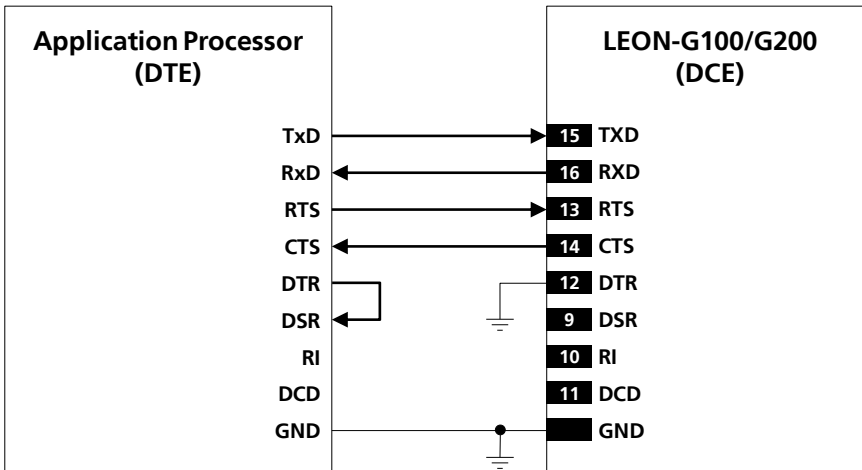 Application Processor
(DTE)
LEON-G100/G200
(DCE)
TxD 15 TXD
RxD 16 RXD
RTS 13 RTS
CTS 14 CTS
DTR 12 DTR
DSR 9 DSR
RI 10 RI
DCD 11 DCD
GND GND